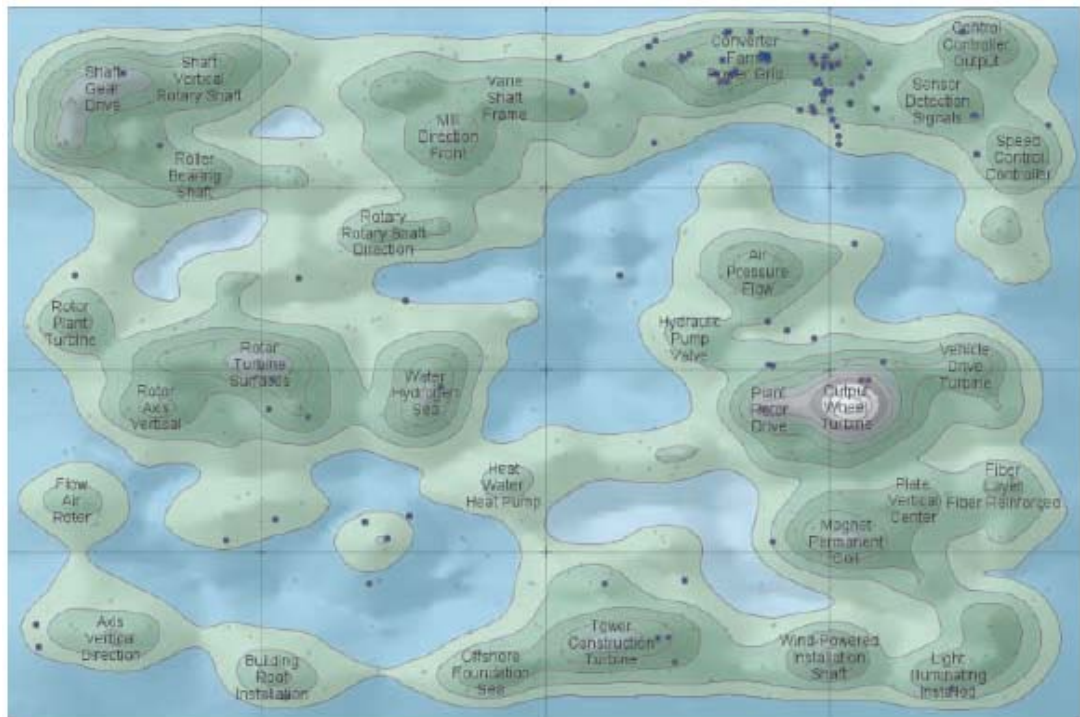 Shaft
Gear
Drive
Shaft
Vertical
Rotary Shaft
Roller
Bearing
Shaft
Mill
Direction
Front
Vane
Shaft
Frame
Converter
Farm
Power Grid
Control
Controller
Output
Sensor
Detection
Signals
Speed
Control
Controller
Rotary
Rotary Shaft
Direction
Air
Pressure
Flow
Rotor
Plant
Turbine
Hydraulic
Pump
Valve
Rotor
Turbine
Surfaces
Rotor
Axis
Vertical
Water
Hydrogen
Sea
Plant
Rotor
Drive
Output
Wheel
Turbine
Vehicle
Drive
Turbine
Flow
Air
Rotor
Heat
Water
Heat Pump
Plate
Vertical
Center
Fiber
Layer
Fiber Reinforced
Magnet
Permanent
Coil
Axis
Vertical
Direction
Building
Roof
Installation
Offshore
Foundation
Sea
Tower
Construction
Turbine
Wind-Powered
Installation
Shaft
Light
Illuminating
Installed